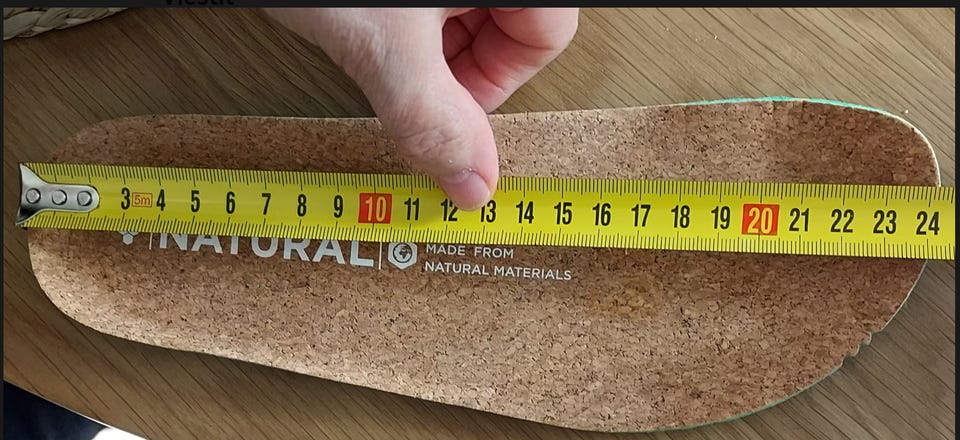 3 5m 4 5 6 7 8 9 10 11 12 13 14 15 16 17 18 19 20 21 22 23 24
NATURAL
MADE FROM
NATURAL MATERIALS